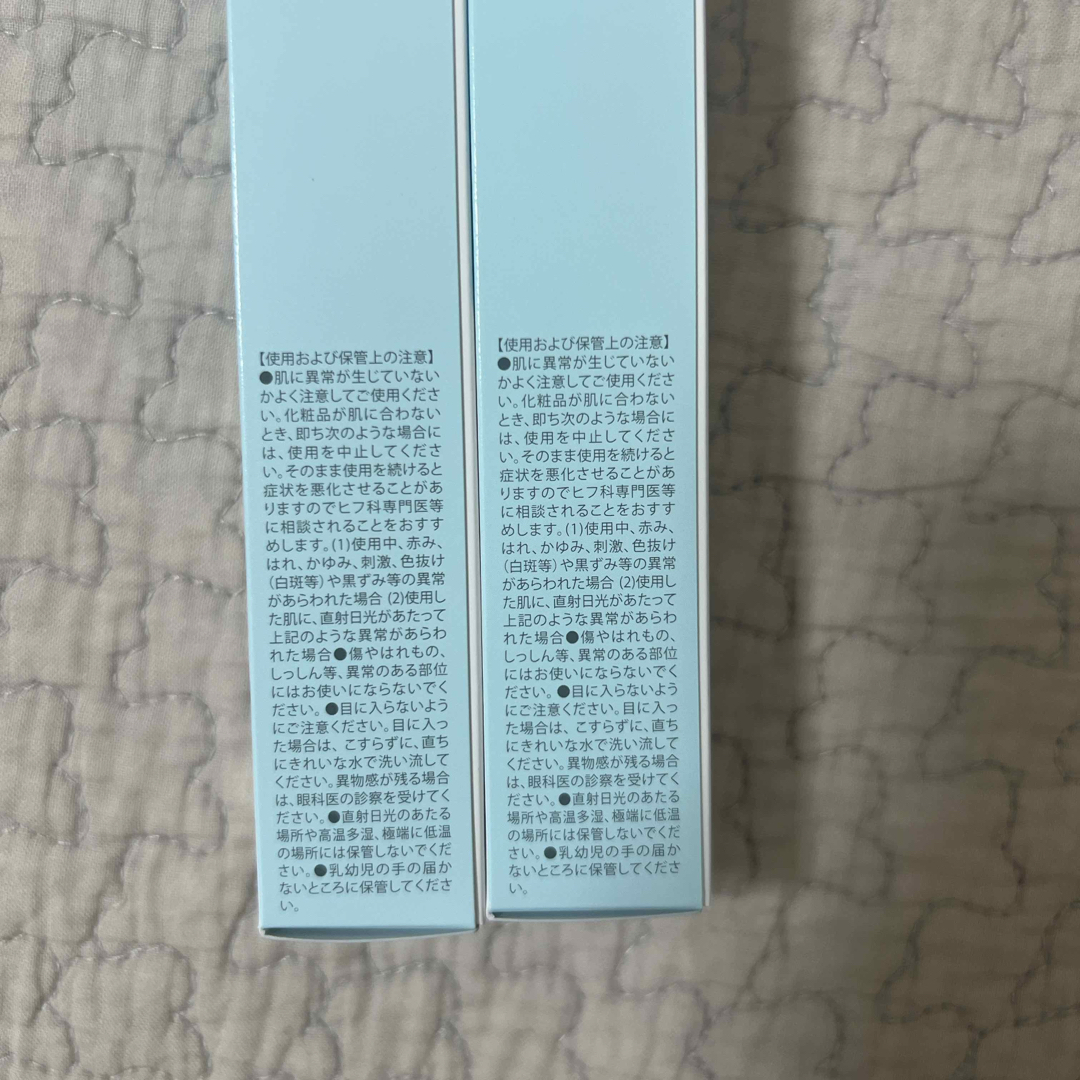 【使用および保管上の注意】
●肌に異常が生じていない
かよく注意してご使用くださ
い。化粧品が肌に合わない
とき、即ち次のような場合に
は、使用を中止してくださ
い。そのまま使用を続けると
症状を悪化させることがあ
りますのでヒフ科専門医等
に相談されることをおすす
めします。(1)使用中、赤み、
はれ、かゆみ、刺激、色抜け
（白斑等）や黒ずみ等の異常
があらわれた場合 (2)使用し
た肌に、直射日光があたって
上記のような異常があらわ
れた場合●傷やはれもの、
しっしん等、異常のある部位
にはお使いにならないでく
ださい。●目に入らないよう
にご注意ください。目に入っ
た場合は、こすらずに、直ち
にきれいな水で洗い流して
ください。異物感が残る場合
は、眼科医の診察を受けてく
ださい。●直射日光のあたる
場所や高温多湿、極端に低温
の場所には保管しないでくだ
さい。●乳幼児の手の届か
ないところに保管してくださ
い。
【使用および保管上の注意】
●肌に異常が生じていない
かよく注意してご使用くださ
い。化粧品が肌に合わない
とき、即ち次のような場合に
は、使用を中止してくださ
い。そのまま使用を続けると
症状を悪化させることがあ
りますのでヒフ科専門医等
に相談されることをおすす
めします。(1)使用中、赤み、
はれ、かゆみ、刺激、色抜け
（白斑等）や黒ずみ等の異常
があらわれた場合 (2)使用し
た肌に、直射日光があたって
上記のような異常があらわ
れた場合●傷やはれもの、
しっしん等、異常のある部位
にはお使いにならないでく
ださい。●目に入らないよう
にご注意ください。目に入っ
た場合は、こすらずに、直ち
にきれいな水で洗い流して
ください。異物感が残る場合
は、眼科医の診察を受けてく
ださい。●直射日光のあたる
場所や高温多湿、極端に低温
の場所には保管しないでくだ
さい。●乳幼児の手の届か
ないところに保管してくださ
い。